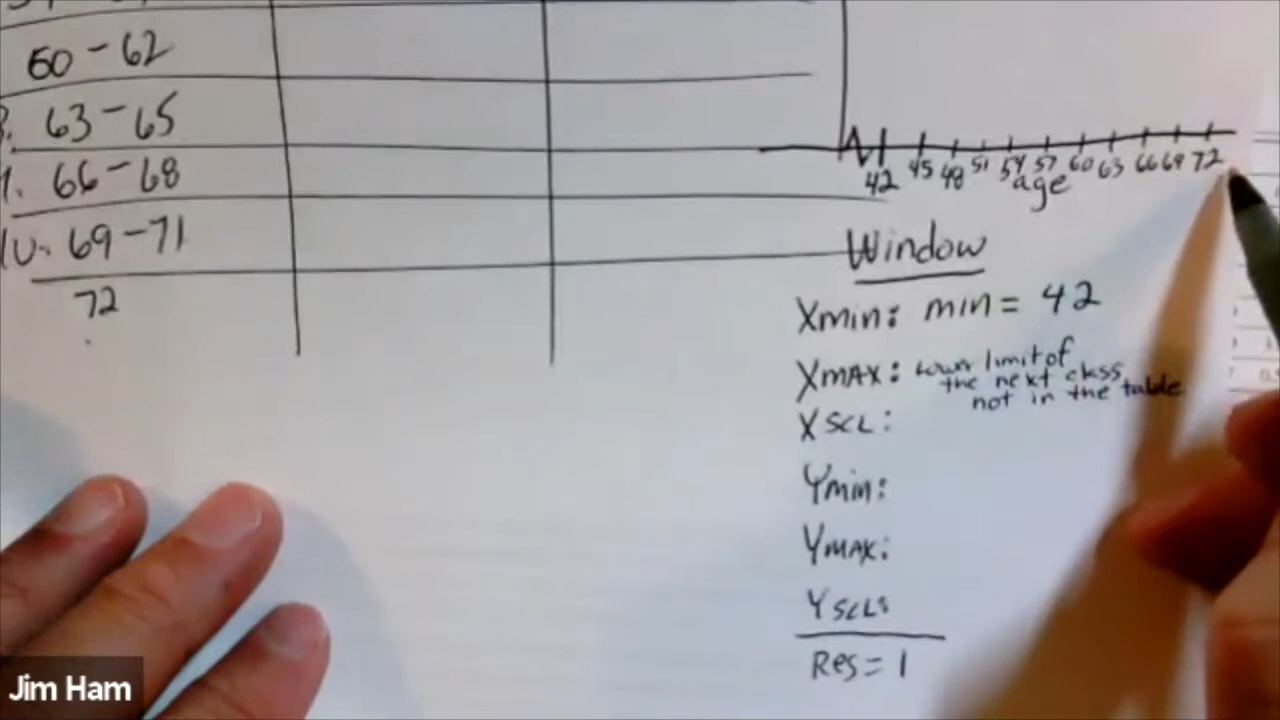 60-62
63-65
66-68
69-71
72
42 45 48 51 54 57 60 63 66 69 72
age
Window
Xmin: min = 42
XMAX: Lower limit of
the next class
not in the table
XSCL:
Ymin:
YMAX:
YSCL:
Res=1
Jim Ham